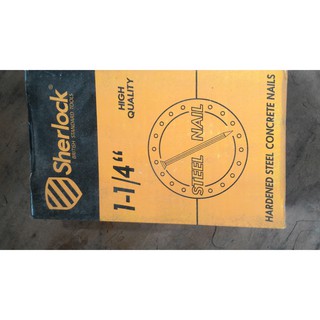 Sherlock
BRITISH STANDARD TOOLS
1-1/4"
HIGH
QUALITY
STEEL NAIL
HARDENED STEEL CONCRETE NAILS